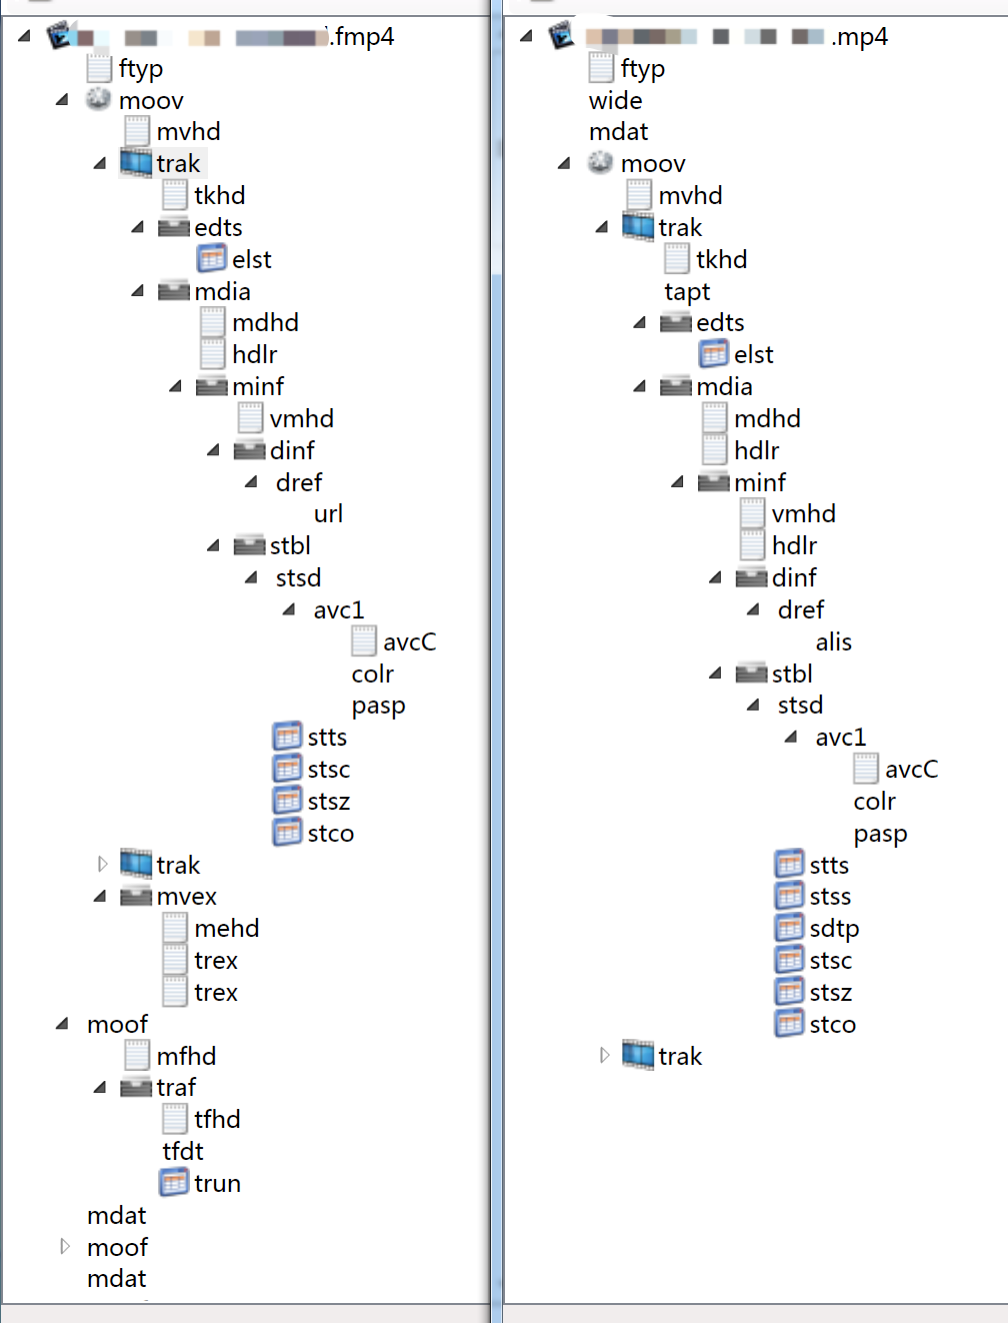 .fmp4
ftyp
moov
mvhd
trak
tkhd
edts
elst
mdia
mdhd
hdlr
minf
vmhd
dinf
dref
url
stbl
stsd
avc1
avcC
colr
pasp
stts
stsc
stsz
stco
trak
mvex
mehd
trex
trex
moof
mfhd
traf
tfhd
tfdt
trun
mdat
moof
mdat
.mp4
ftyp
wide
mdat
moov
mvhd
trak
tkhd
tapt
edts
elst
mdia
mdhd
hdlr
minf
vmhd
hdlr
dinf
dref
alis
stbl
stsd
avc1
avcC
colr
pasp
stts
stss
sdtp
stsc
stsz
stco
trak